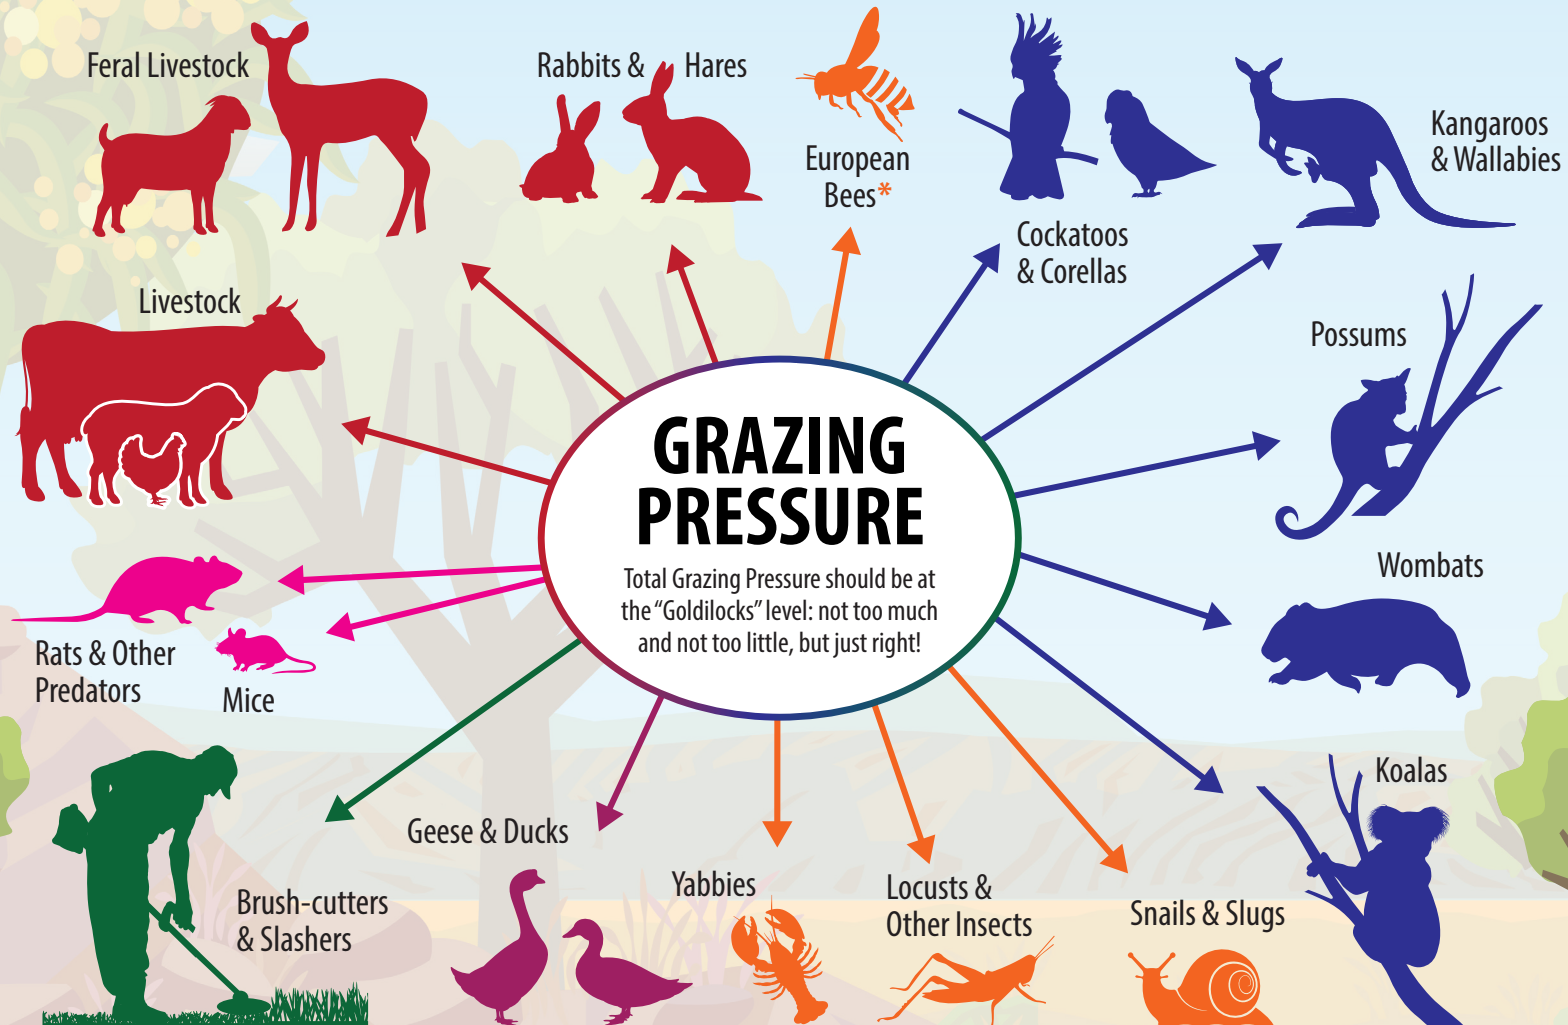 Feral Livestock
Rabbits & Hares
European
Bees*
Cockatoos
& Corellas
Kangaroos
& Wallabies
Livestock
Possums
GRAZING
PRESSURE
Total Grazing Pressure should be at
the “Goldilocks” level: not too much
and not too little, but just right!
Wombats
Rats & Other
Predators
Mice
Koalas
Geese & Ducks
Brush-cutters
& Slashers
Yabbies
Locusts &
Other Insects
Snails & Slugs